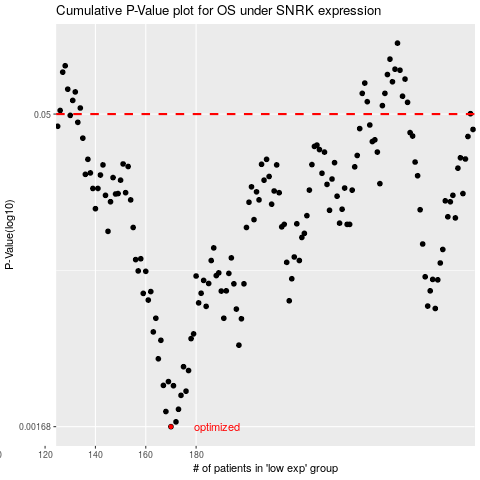 Cumulative P-Value plot for OS under SNRK expression
P-Value(log10)
0.05
0.00168
optimized
0 120 140 160 180
# of patients in 'low exp' group